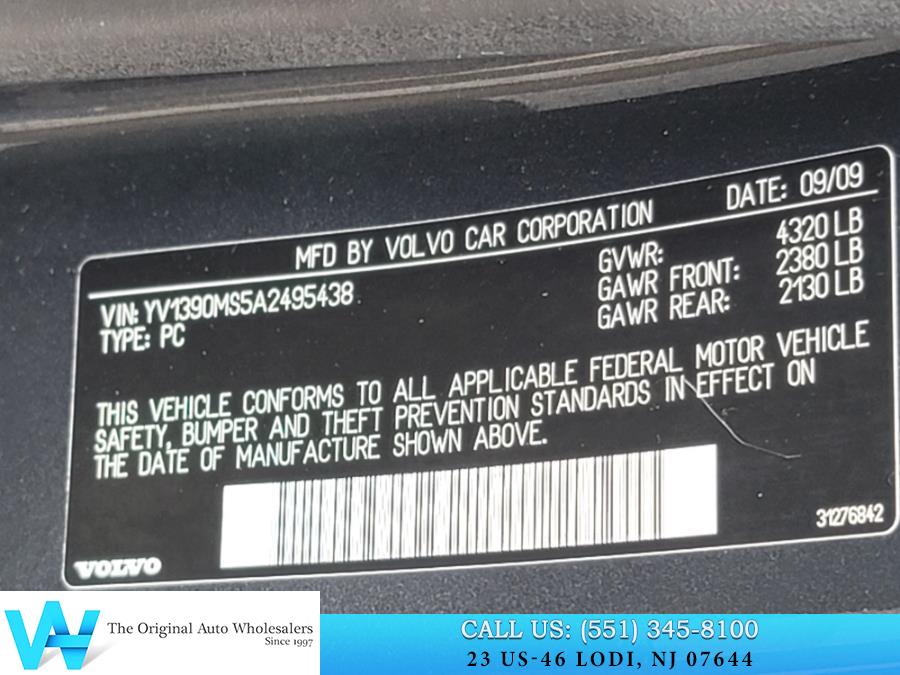 MFD BY VOLVO CAR CORPORATION DATE: 09/09
VIN: YV1390MS5A2495438 GVWR: 4320 LB
TYPE: PC GAWR FRONT: 2380 LB
GAWR REAR: 2130 LB
THIS VEHICLE CONFORMS TO ALL APPLICABLE FEDERAL MOTOR VEHICLE
SAFETY, BUMPER AND THEFT PREVENTION STANDARDS IN EFFECT ON
THE DATE OF MANUFACTURE SHOWN ABOVE.
31276842
VOLVO
The Original Auto Wholesalers
Since 1997
CALL US: (551) 345-8100
23 US-46 LODI, NJ 07644